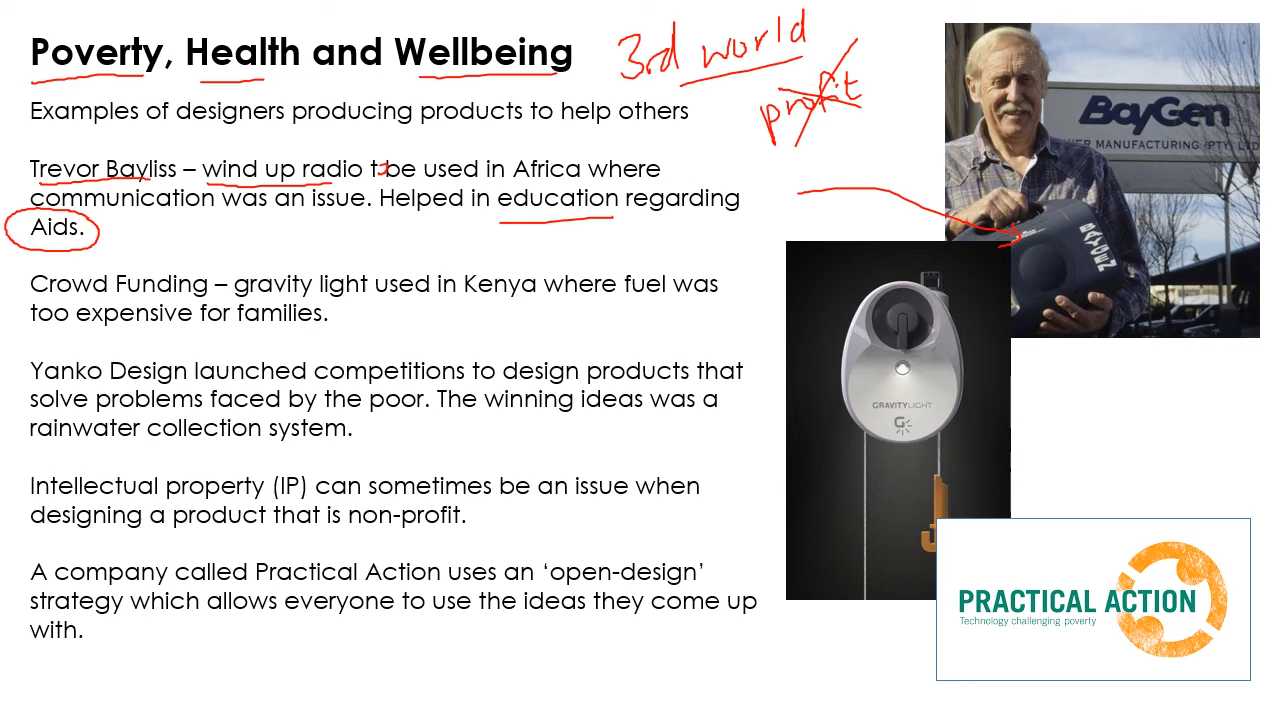 Poverty, Health and Wellbeing
3rd world
profit
Examples of designers producing products to help others
Trevor Bayliss – wind up radio to be used in Africa where
communication was an issue. Helped in education regarding
Aids.
Crowd Funding – gravity light used in Kenya where fuel was
too expensive for families.
Yanko Design launched competitions to design products that
solve problems faced by the poor. The winning ideas was a
rainwater collection system.
Intellectual property (IP) can sometimes be an issue when
designing a product that is non-profit.
A company called Practical Action uses an ‘open-design’
strategy which allows everyone to use the ideas they come up
with.
BayGen
WER MANUFACTURING (PTY) LTD
BAYGEN
GRAVITYLIGHT
G
PRACTICAL ACTION
Technology challenging poverty